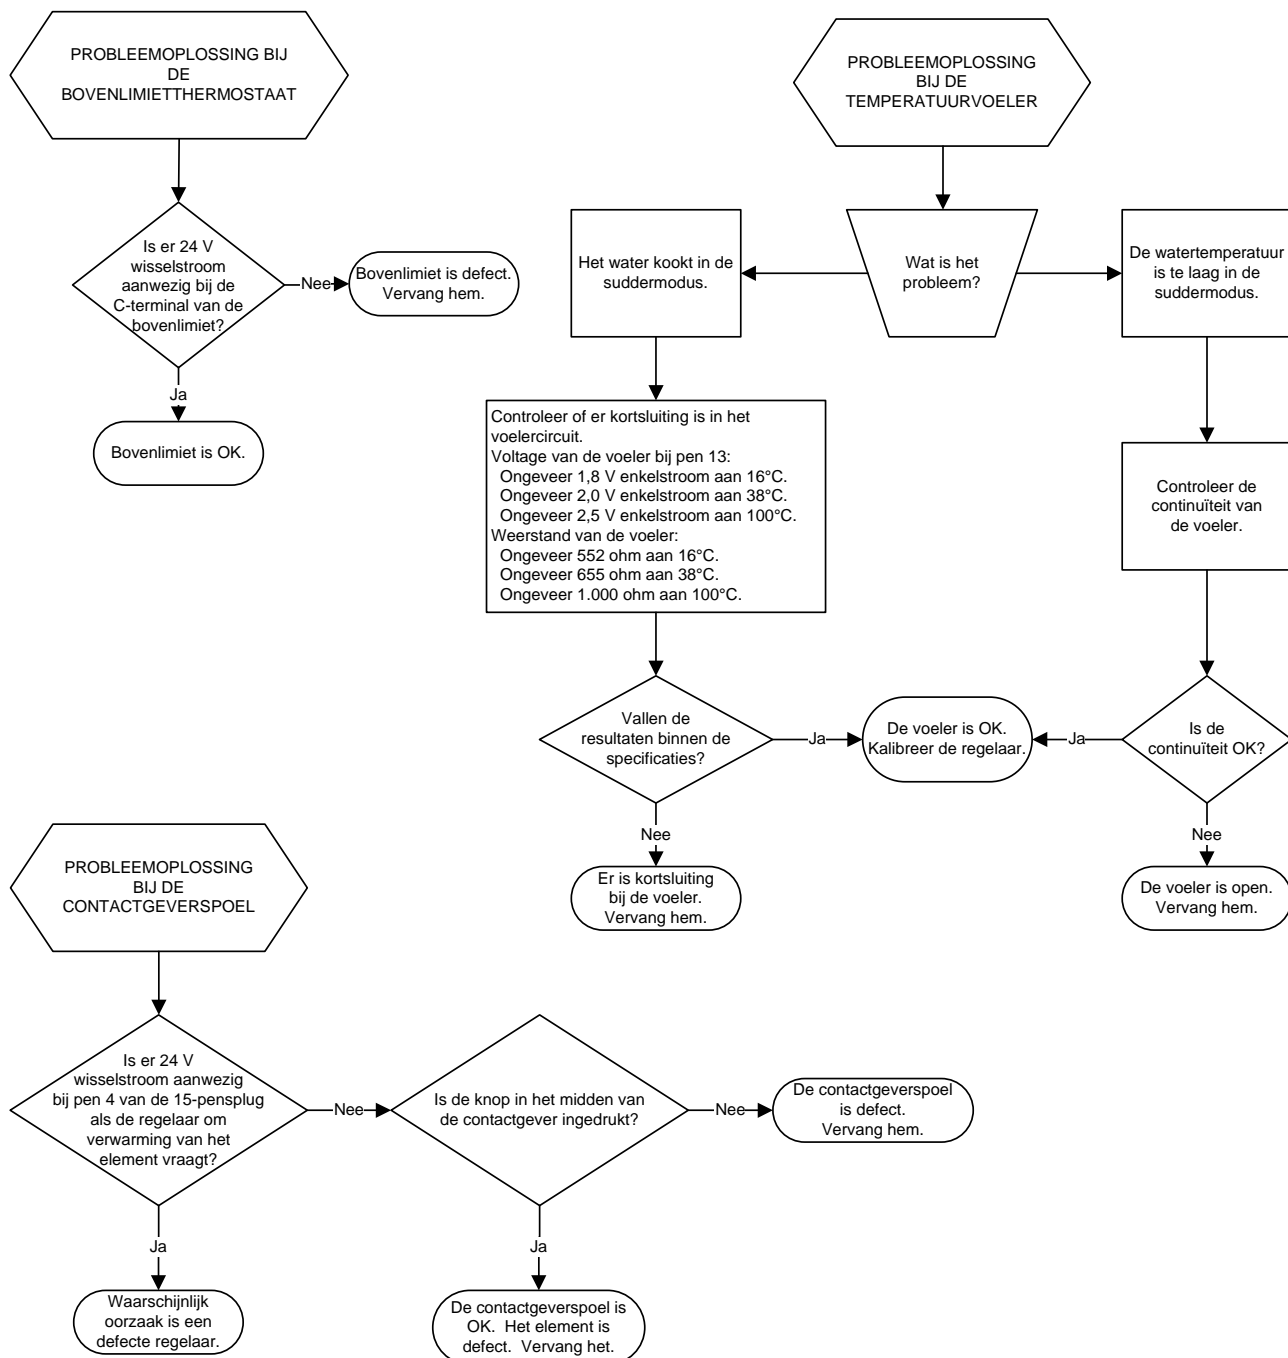 PROBLEEMOPLOSSING BIJ
DE
BOVENLIMIETTHERMOSTAAT
Is er 24 V
wisselstroom
aanwezig bij de
C-terminal van de
bovenlimiet?
Nee
Bovenlimiet is defect.
Vervang hem.
Ja
Bovenlimiet is OK.
PROBLEEMOPLOSSING
BIJ DE
TEMPERATUURVOELER
Wat is het
probleem?
Het water kookt in de
suddermodus.
De watertemperatuur
is te laag in de
suddermodus.
Controleer of er kortsluiting is in het
voelercircuit.
Voltage van de voeler bij pen 13:
Ongeveer 1,8 V enkelstroom aan 16°C.
Ongeveer 2,0 V enkelstroom aan 38°C.
Ongeveer 2,5 V enkelstroom aan 100°C.
Weerstand van de voeler:
Ongeveer 552 ohm aan 16°C.
Ongeveer 655 ohm aan 38°C.
Ongeveer 1.000 ohm aan 100°C.
Controleer de
continuïteit van
de voeler.
Vallen de
resultaten binnen de
specificaties?
Ja
De voeler is OK.
Kalibreer de regelaar.
Ja
Is de
continuïteit OK?
Nee
Er is kortsluiting
bij de voeler.
Vervang hem.
Nee
De voeler is open.
Vervang hem.
PROBLEEMOPLOSSING
BIJ DE
CONTACTGEVERSPOEL
Is er 24 V
wisselstroom aanwezig
bij pen 4 van de 15-pensplug
als de regelaar om
verwarming van het
element vraagt?
Nee
Is de knop in het midden van
de contactgever ingedrukt?
Nee
De contactgeverspoel
is defect.
Vervang hem.
Ja
Waarschijnlijk
oorzaak is een
defecte regelaar.
Ja
De contactgeverspoel is
OK. Het element is
defect. Vervang het.